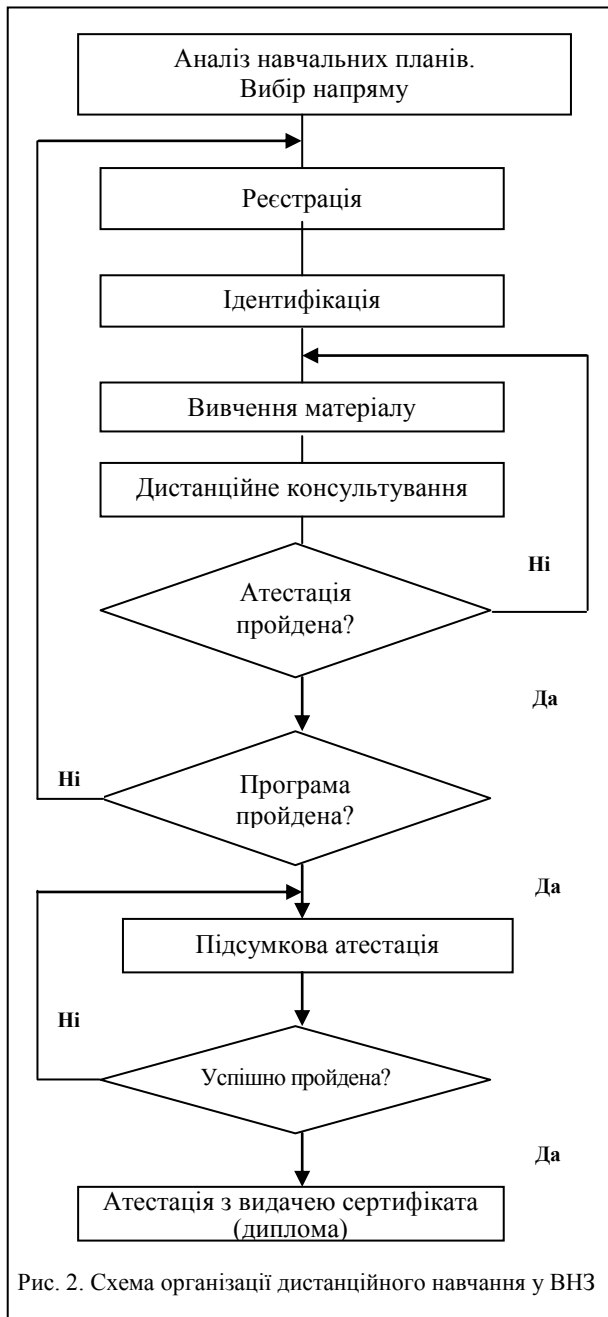 Аналіз навчальних планів.
Вибір напряму
Реєстрація
Ідентифікація
Вивчення матеріалу
Дистанційне консультування
Ні
Атестація
пройдена?
Да
Ні
Програма
пройдена?
Да
Підсумкова атестація
Ні
Успішно пройдена?
Да
Атестація з видачею сертифіката
(диплома)
Рис. 2. Схема організації дистанційного навчання у ВНЗ